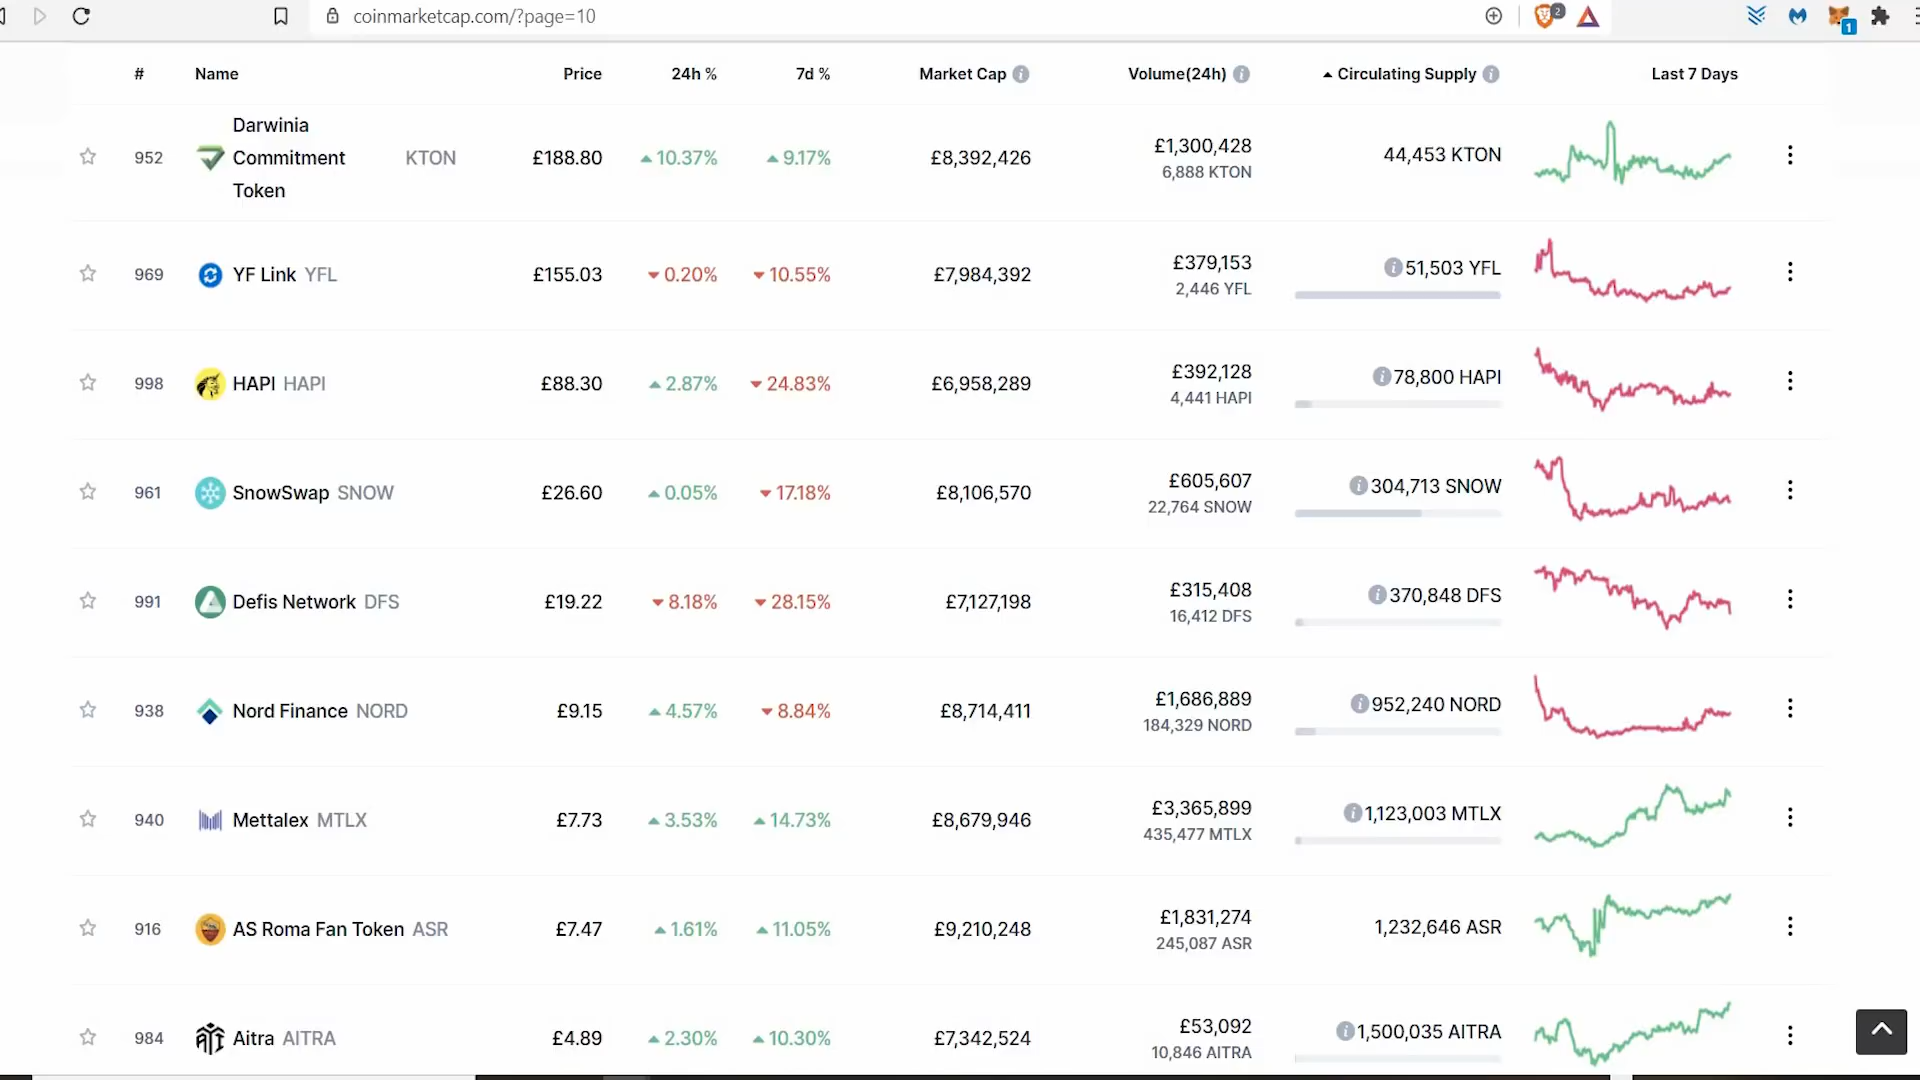 coinmarketcap.com/?page=10
2
1
# Name Price 24h % 7d % Market Cap Volume(24h) Circulating Supply Last 7 Days
952 Darwinia Commitment Token KTON £188.80 10.37% 9.17% £8,392,426 £1,300,428 44,453 KTON
6,888 KTON
969 YF Link YFL £155.03 0.20% 10.55% £7,984,392 £379,153 51,503 YFL
2,446 YFL
998 HAPI HAPI £88.30 2.87% 24.83% £6,958,289 £392,128 78,800 HAPI
4,441 HAPI
961 SnowSwap SNOW £26.60 0.05% 17.18% £8,106,570 £605,607 304,713 SNOW
22,764 SNOW
991 Defis Network DFS £19.22 8.18% 28.15% £7,127,198 £315,408 370,848 DFS
16,412 DFS
938 Nord Finance NORD £9.15 4.57% 8.84% £8,714,411 £1,686,889 952,240 NORD
184,329 NORD
940 Mettalex MTLX £7.73 3.53% 14.73% £8,679,946 £3,365,899 1,123,003 MTLX
435,477 MTLX
916 AS Roma Fan Token ASR £7.47 1.61% 11.05% £9,210,248 £1,831,274 1,232,646 ASR
245,087 ASR
984 Aitra AITRA £4.89 2.30% 10.30% £7,342,524 £53,092 1,500,035 AITRA
10,846 AITRA